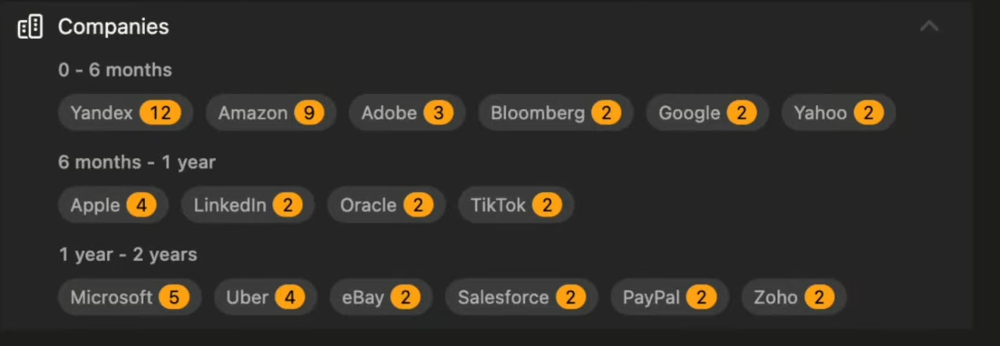 Companies
0 - 6 months
Yandex 12 Amazon 9 Adobe 3 Bloomberg 2 Google 2 Yahoo 2
6 months - 1 year
Apple 4 LinkedIn 2 Oracle 2 TikTok 2
1 year - 2 years
Microsoft 5 Uber 4 eBay 2 Salesforce 2 PayPal 2 Zoho 2